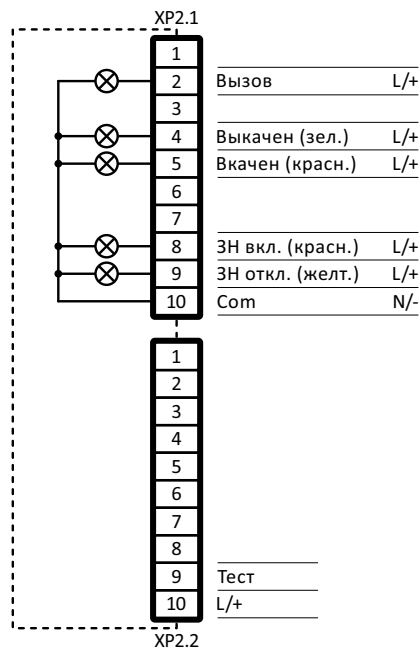 XP2.1
1
2 Вызов L/+
3
4 Выкачен (зел.) L/+
5 Вкачен (красн.) L/+
6
7
8 ЗН вкл. (красн.) L/+
9 ЗН откл. (желт.) L/+
10 Com N/-
1
2
3
4
5
6
7
8
9 Тест
10 L/+
XP2.2